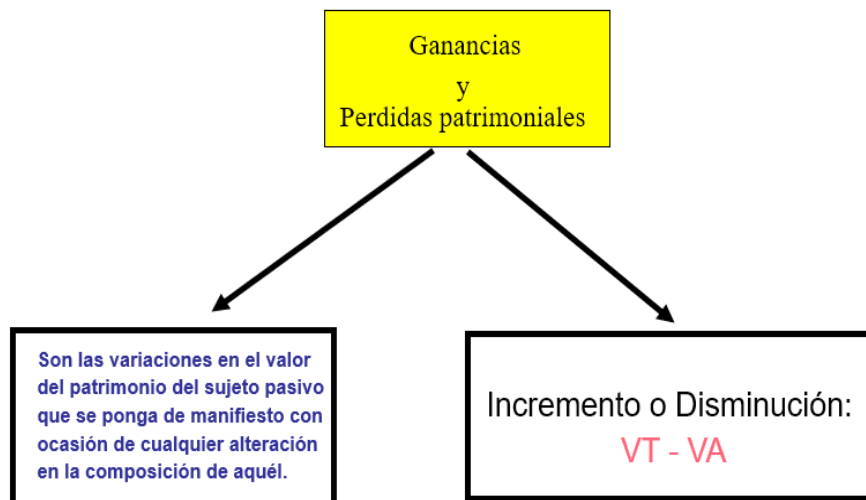 Ganancias
y
Perdidas patrimoniales
Son las variaciones en el valor
del patrimonio del sujeto pasivo
que se ponga de manifiesto con
ocasión de cualquier alteración
en la composición de aquél.
Incremento o Disminución:
VT - VA